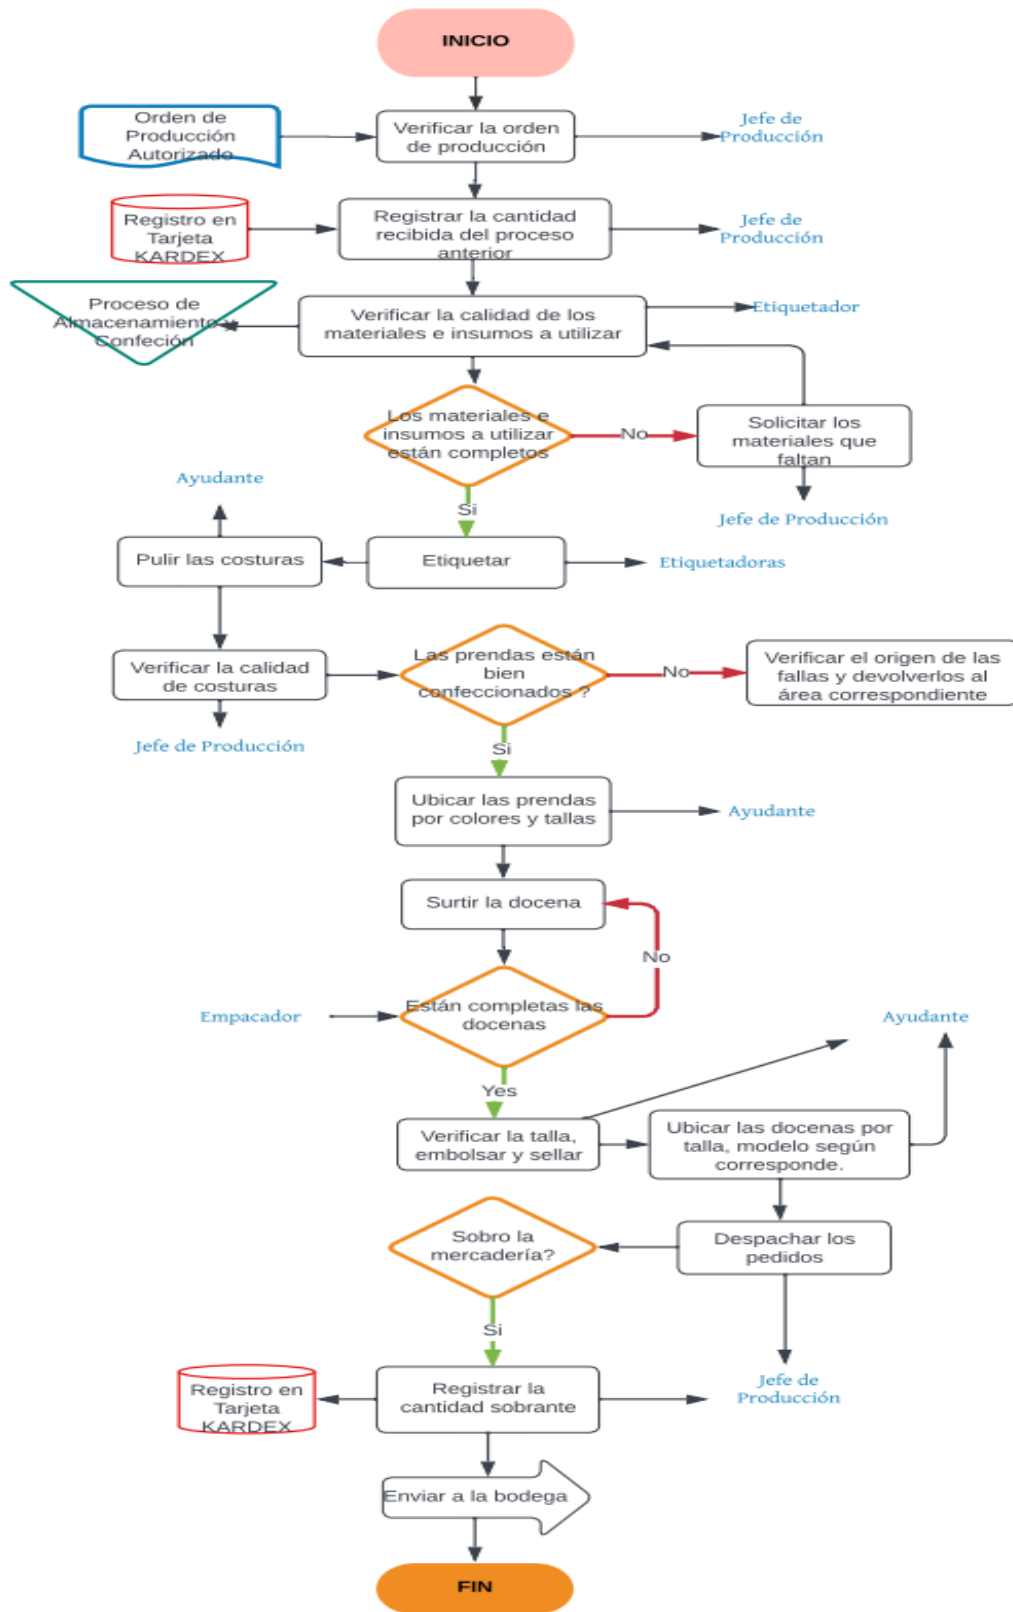 INICIO
Orden de
Producción
Autorizado
Verificar la orden
de producción
Jefe de
Producción
Registro en
Tarjeta
KARDEX
Registrar la cantidad
recibida del proceso
anterior
Jefe de
Producción
Proceso de
Almacenamiento y
Confeción
Verificar la calidad de los
materiales e insumos a utilizar
Etiquetador
Los materiales e
insumos a utilizar
están completos
No
Solicitar los
materiales que
faltan
Jefe de Producción
Si
Ayudante
Pulir las costuras
Etiquetar
Etiquetadoras
Verificar la calidad
de costuras
Jefe de Producción
Las prendas están
bien
confeccionados ?
No
Verificar el origen de las
fallas y devolverlos al
área correspondiente
Si
Ubicar las prendas
por colores y tallas
Ayudante
Surtir la docena
No
Empacador
Están completas las
docenas
Ayudante
Yes
Verificar la talla,
embolsar y sellar
Ubicar las docenas por
talla, modelo según
corresponde.
Sobro la
mercadería?
Despachar los
pedidos
Si
Jefe de
Producción
Registro en
Tarjeta
KARDEX
Registrar la
cantidad sobrante
Enviar a la bodega
FIN